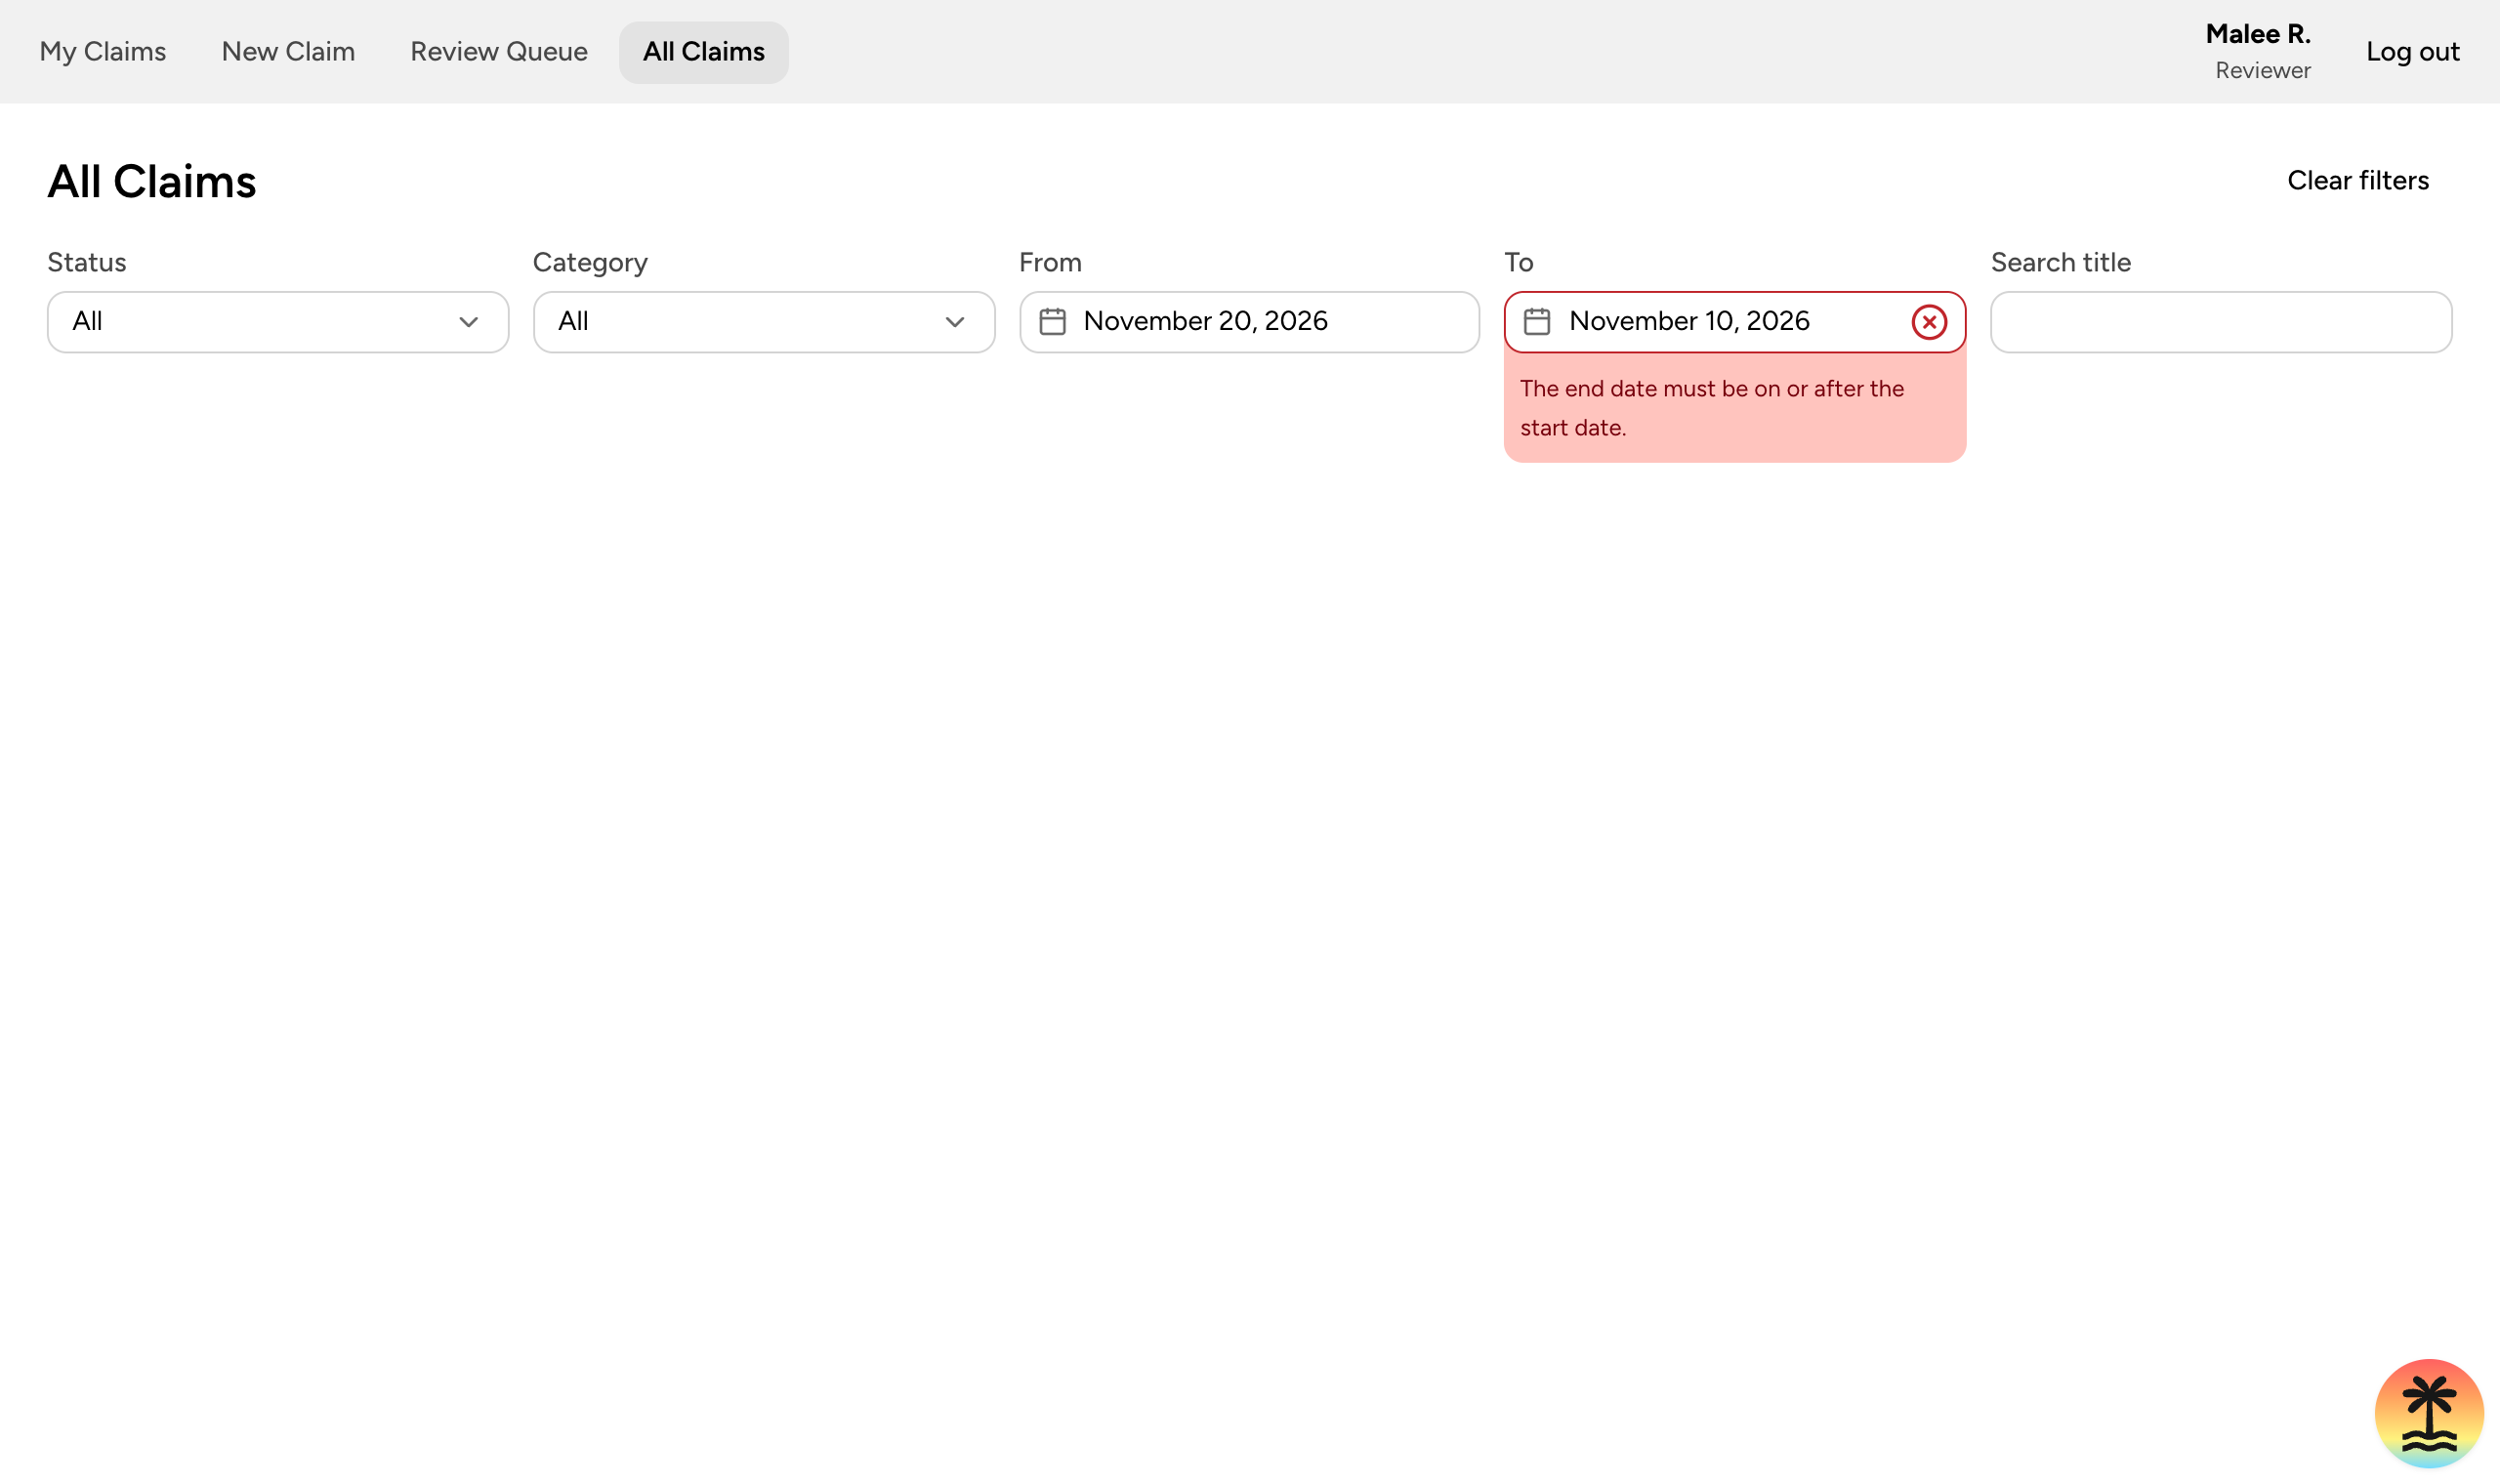 My Claims
New Claim
Review Queue
All Claims
Malee R.
Reviewer
Log out
All Claims
Clear filters
Status
Category
From
To
Search title
All
All
November 20, 2026
November 10, 2026
The end date must be on or after the
start date.